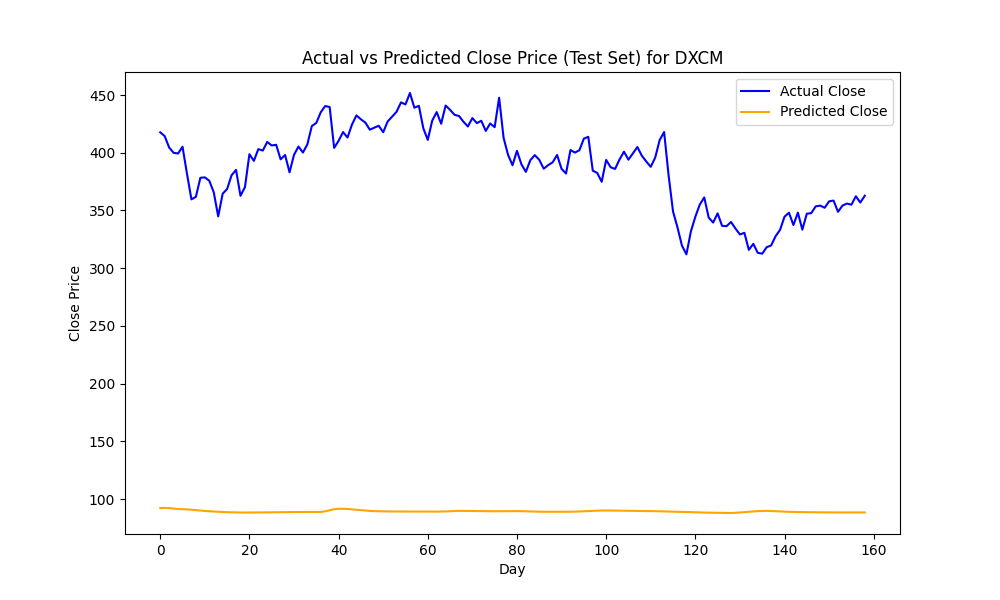 Actual vs Predicted Close Price (Test Set) for DXCM
Actual Close
Predicted Close
Close Price
450
400
350
300
250
200
150
100
0 20 40 60 80 100 120 140 160
Day